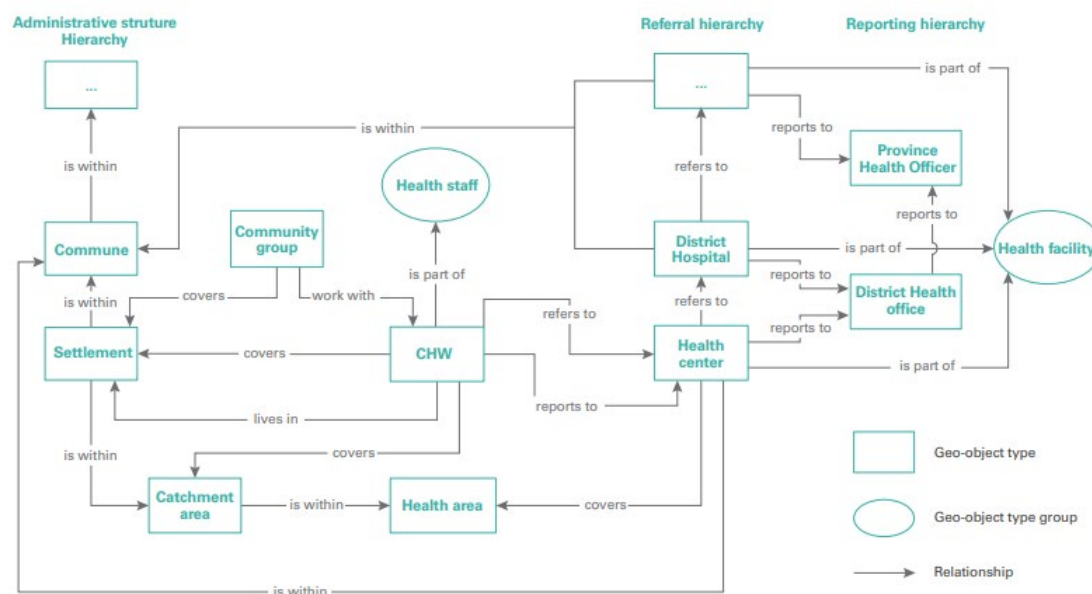 Administrative struture
Hierarchy
Referral hierarchy
Reporting hierarchy
...
...
is part of
is within
reports to
is within
refers to
Province
Health Officer
Health staff
reports to
Community
group
Commune
District
Hospital
is part of
Health facility
is part of
reports to
District Health
office
is within
covers
work with
refers to
refers to
reports to
Settlement
covers
CHW
Health
center
is part of
reports to
lives in
is within
covers
Geo-object type
Catchment
area
is within
Health area
covers
Geo-object type group
Relationship
is within